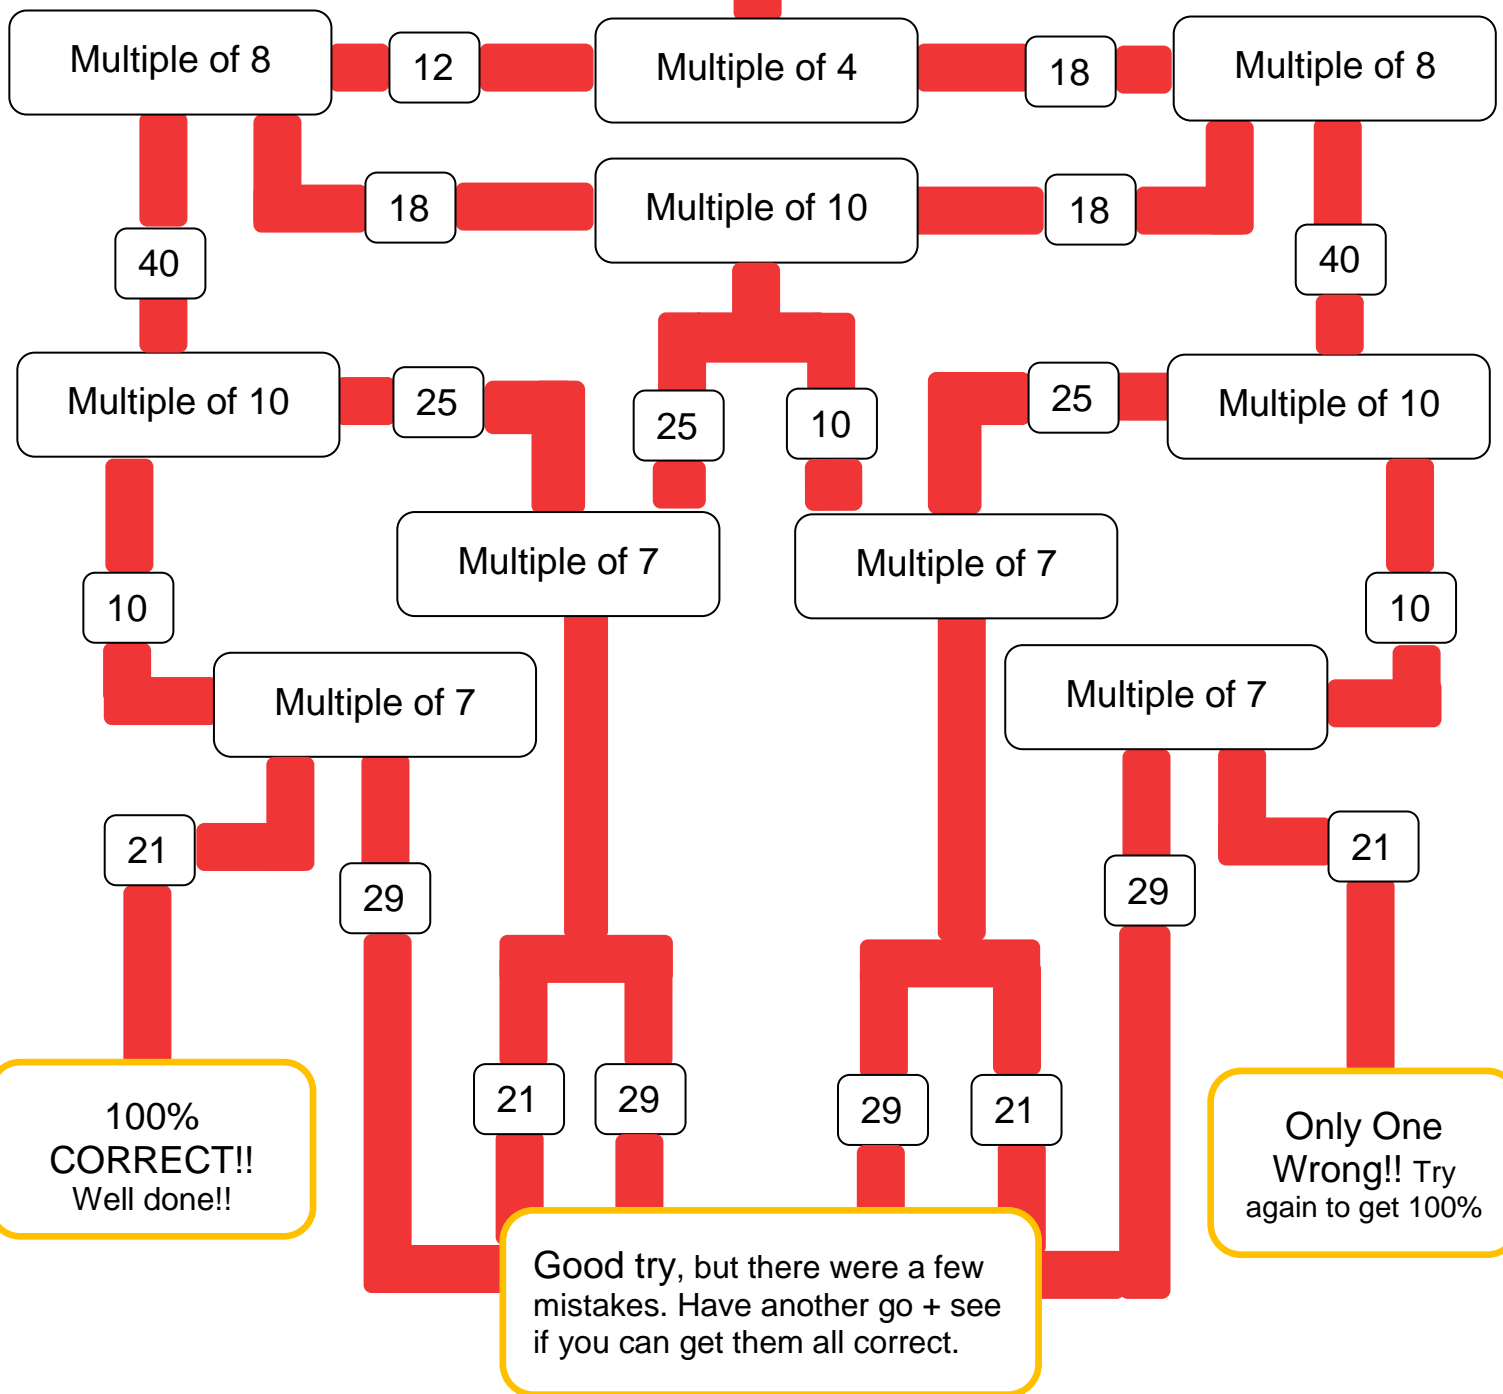 Multiple of 8
12
Multiple of 4
18
Multiple of 8
18
Multiple of 10
18
40
40
Multiple of 10
25
25
10
25
Multiple of 10
Multiple of 7
Multiple of 7
10
10
Multiple of 7
Multiple of 7
21
29
29
21
21
29
29
21
100%
CORRECT!!
Well done!!
Only One
Wrong!! Try
again to get 100%
Good try, but there were a few
mistakes. Have another go + see
if you can get them all correct.